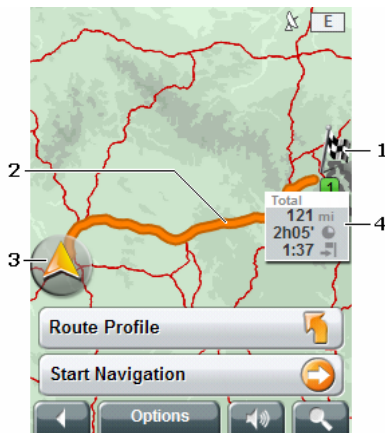 E
1
2
1
Total
121 mi
4
2h05'
1:37
3
Route Profile
Start Navigation
Options